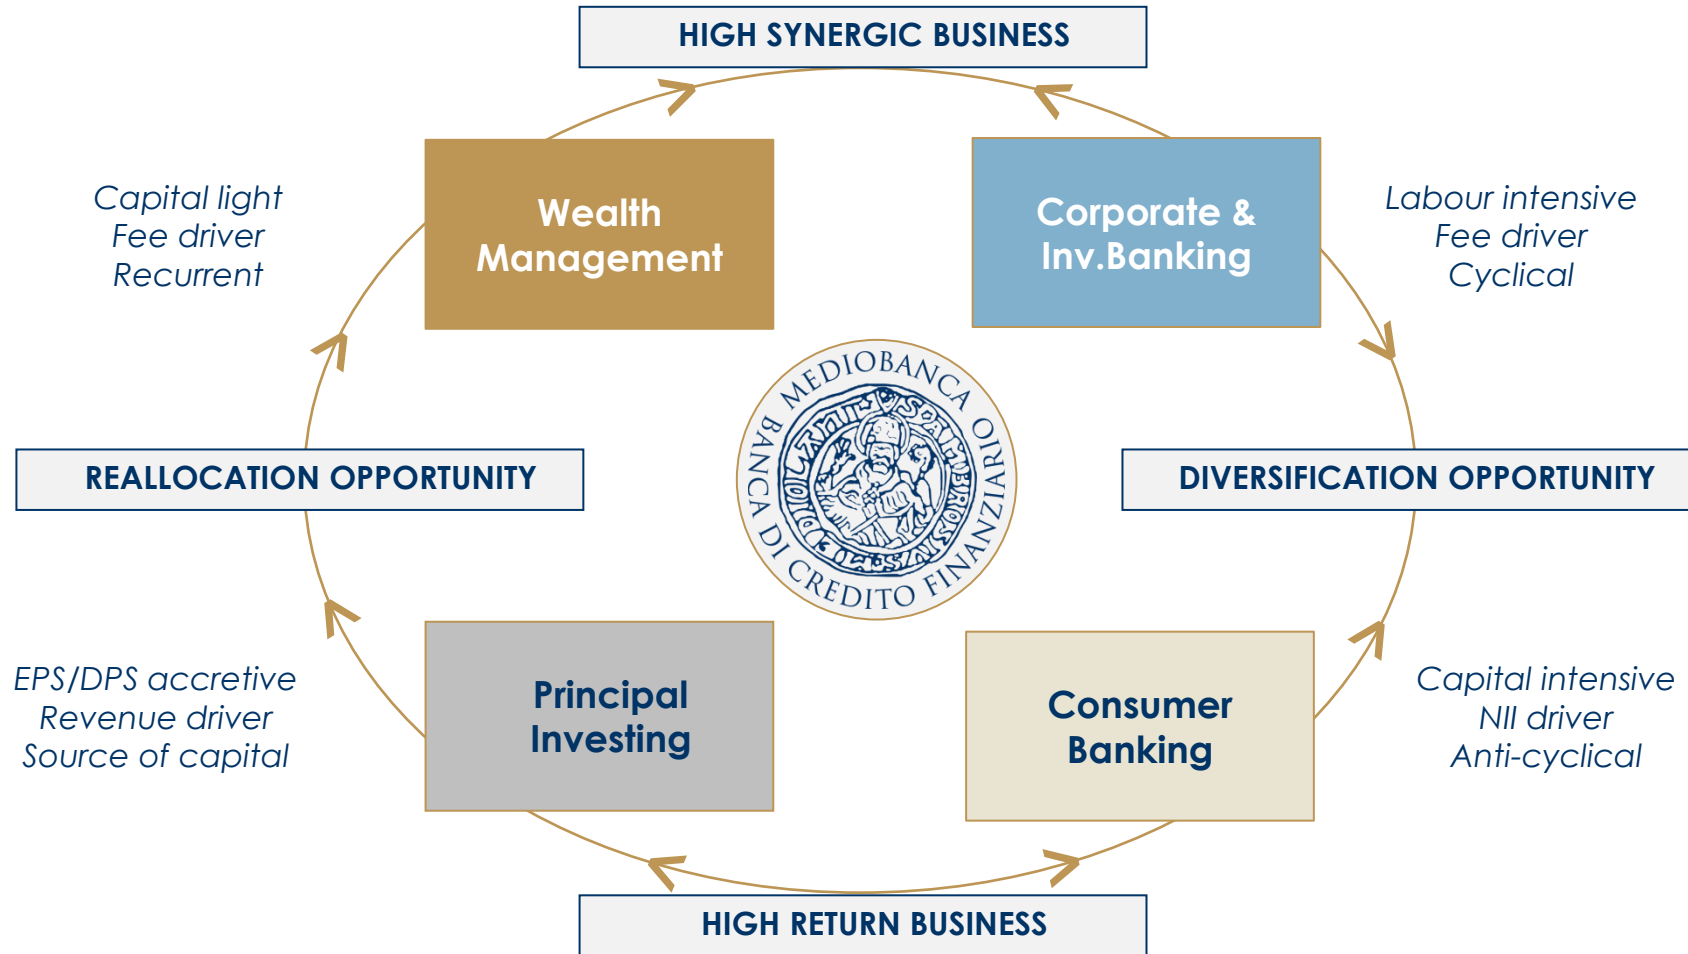 HIGH SYNERGIC BUSINESS
Capital light
Fee driver
Recurrent
Wealth
Management
Corporate &
Inv.Banking
Labour intensive
Fee driver
Cyclical
MEDIOBANCA
BANCA DI CREDITO FINANZIARIO
REALLOCATION OPPORTUNITY
DIVERSIFICATION OPPORTUNITY
EPS/DPS accretive
Revenue driver
Source of capital
Principal
Investing
Consumer
Banking
Capital intensive
NII driver
Anti-cyclical
HIGH RETURN BUSINESS